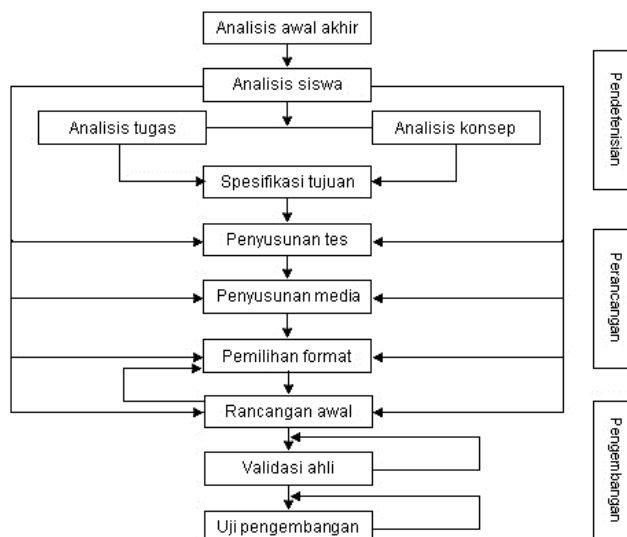 Analisis awal akhir
Analisis siswa
Analisis tugas
Analisis konsep
Spesifikasi tujuan
Penyusunan tes
Penyusunan media
Pemilihan format
Rancangan awal
Validasi ahli
Uji pengembangan
Pendefenisian
Perancangan
Pengembangan